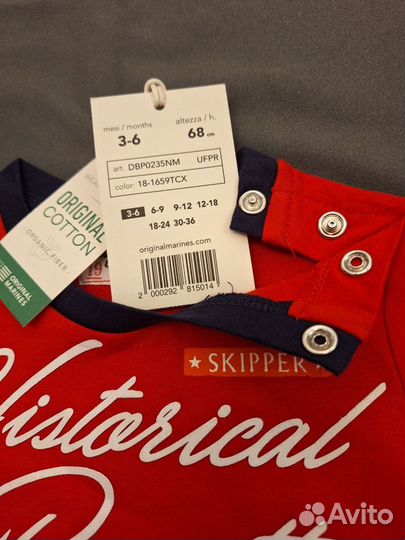 mesi / months
altezza / h.
3-6
68 cm
art. DBP0235NM UFPR
color: 18-1659TCX
3-6 6-9 9-12 12-18
18-24 30-36
originalmarines.com
2 000292 815014
ORIGINAL
COTTON
ORGANIC FIBER
ORIGINAL
MARINES
★ SKIPPER
Historical
Avito